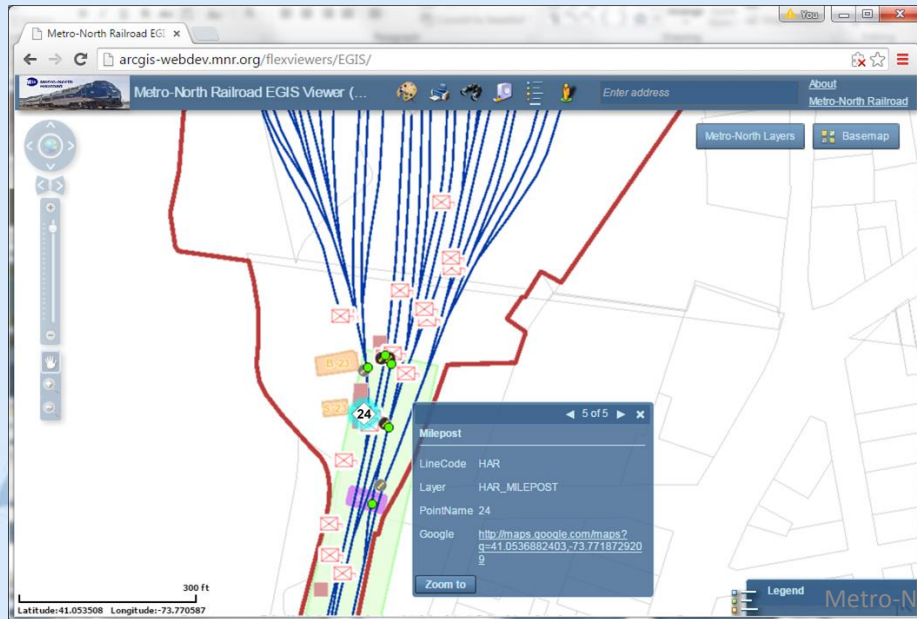 You
Metro-North Railroad EGI
arcgis-webdev.mnr.org/flexviewers/EGIS/
Metro-North Railroad EGIS Viewer (...
Enter address
About
Metro-North Railroad
Metro-North Layers
Basemap
B-23
24
5 of 5
Milepost
LineCode HAR
Layer HAR_MILEPOST
PointName 24
Google http://maps.google.com/maps?
q=41.0536882403,-73.771872920
9
Zoom to
300 ft
Latitude:41.053508 Longitude:-73.770587
Legend
Metro-N